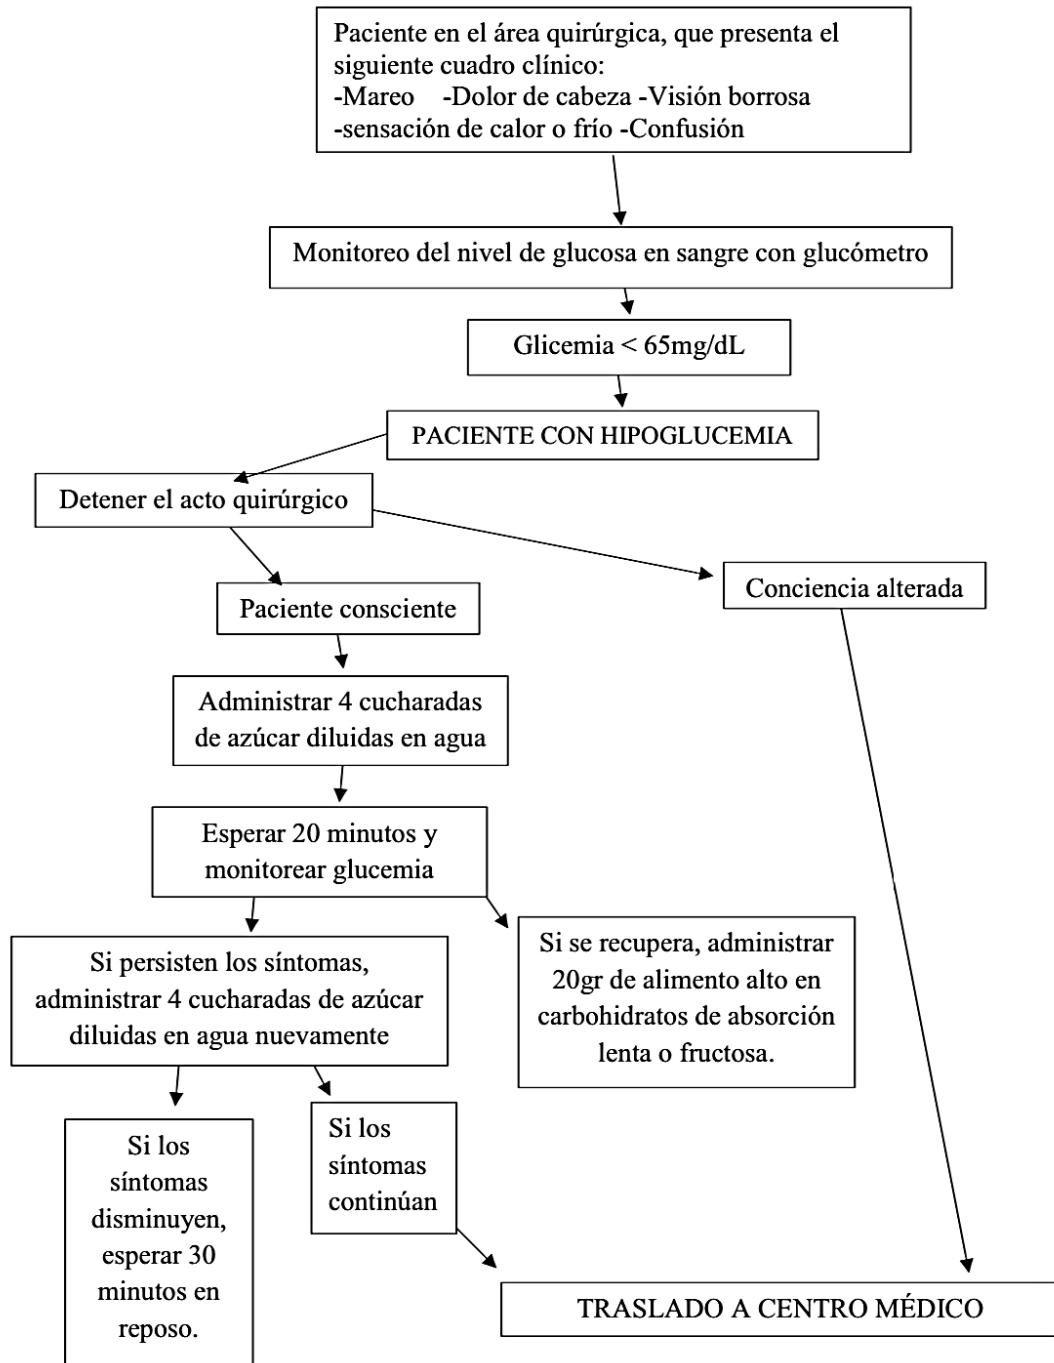 Paciente en el área quirúrgica, que presenta el
siguiente cuadro clínico:
-Mareo -Dolor de cabeza -Visión borrosa
-sensación de calor o frío -Confusión
Monitoreo del nivel de glucosa en sangre con glucómetro
Glicemia < 65mg/dL
PACIENTE CON HIPOGLUCEMIA
Detener el acto quirúrgico
Conciencia alterada
Paciente consciente
Administrar 4 cucharadas
de azúcar diluidas en agua
Esperar 20 minutos y
monitorear glucemia
Si se recupera, administrar
20gr de alimento alto en
carbohidratos de absorción
lenta o fructosa.
Si persisten los síntomas,
administrar 4 cucharadas de azúcar
diluidas en agua nuevamente
Si los
síntomas
disminuyen,
esperar 30
minutos en
reposo.
Si los
síntomas
continúan
TRASLADO A CENTRO MÉDICO